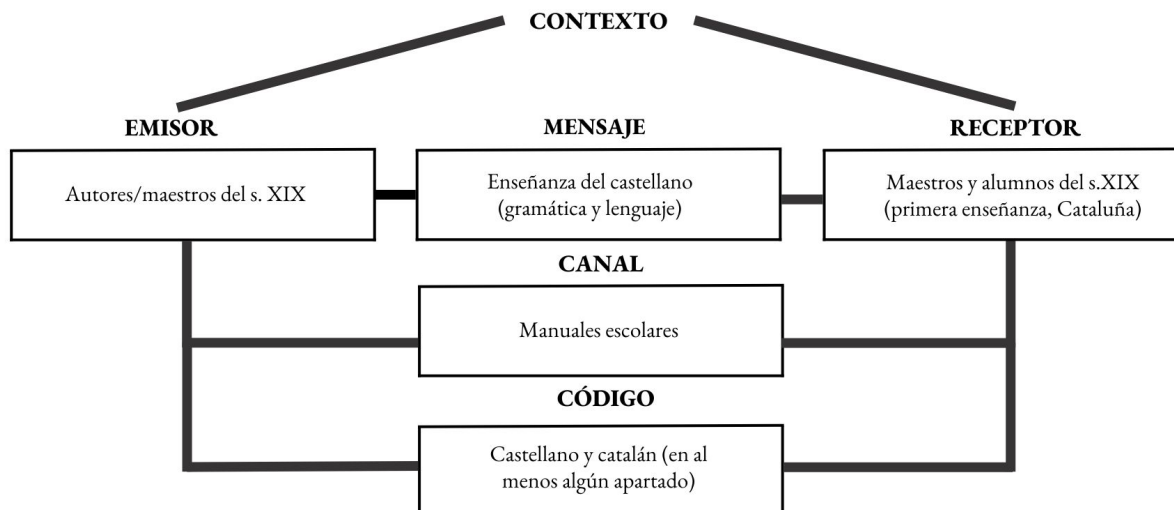 CONTEXTO
EMISOR
Autores/maestros del s. XIX
MENSAJE
Enseñanza del castellano
(gramática y lenguaje)
RECEPTOR
Maestros y alumnos del s.XIX
(primera enseñanza, Cataluña)
CANAL
Manuales escolares
CÓDIGO
Castellano y catalán (en al
menos algún apartado)